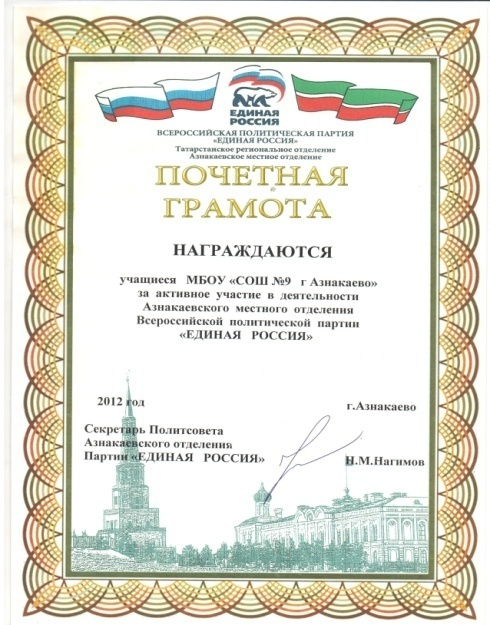 ЕДИНАЯ
РОССИЯ
ВСЕРОССИЙСКАЯ ПОЛИТИЧЕСКАЯ ПАРТИЯ
«ЕДИНАЯ РОССИЯ»
Татарстанское региональное отделение
Азнакаевское местное отделение
ПОЧЕТНАЯ
ГРАМОТА
НАГРАЖДАЮТСЯ
учащиеся МБОУ «СОШ №9 г Азнакаево»
за активное участие в деятельности
Азнакаевского местного отделения
Всероссийской политической партии
«ЕДИНАЯ РОССИЯ»
2012 год
г.Азнакаево
Секретарь Политсовета
Азнакаевского отделения
Партии «ЕДИНАЯ РОССИЯ»
Н.М.Нагимов